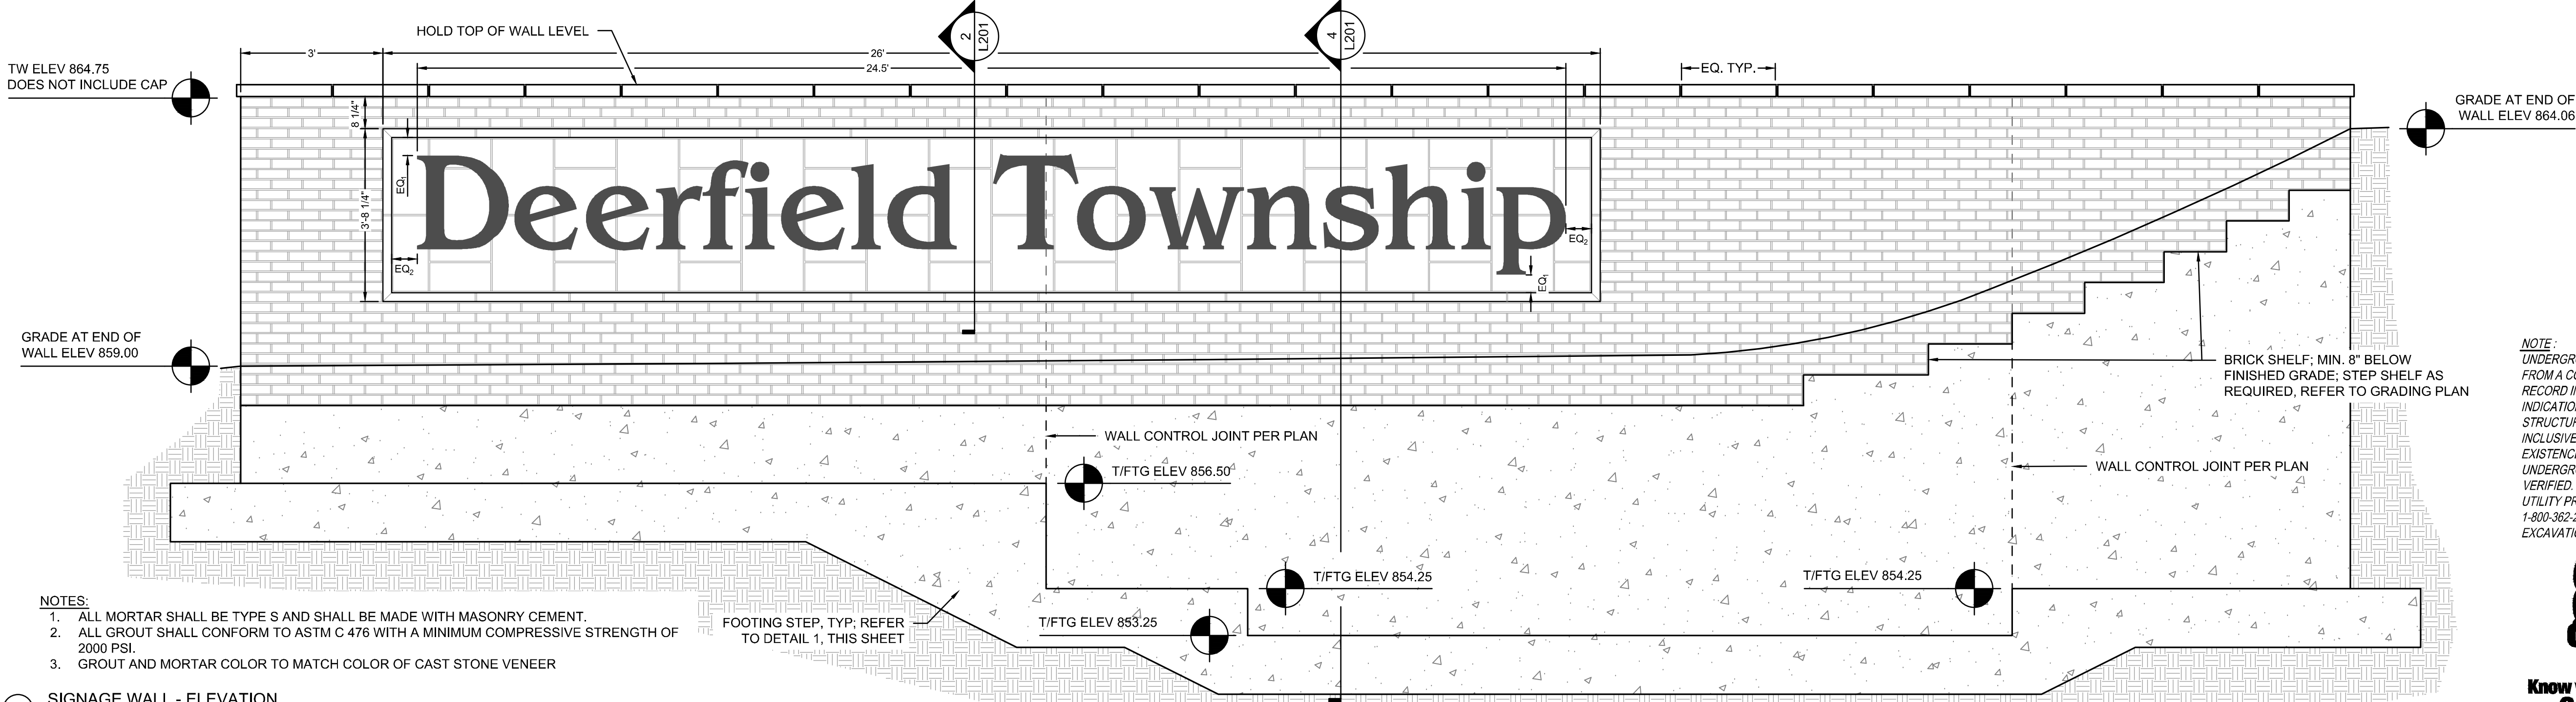 HOLD TOP OF WALL LEVEL
2
L201
4
L201
3'
26'
24.5'
EQ. TYP.
TW ELEV 864.75
DOES NOT INCLUDE CAP
8 1/4"
3'-8 1/4"
EQ1
EQ2
Deerfield Township
EQ2
EQ1
GRADE AT END OF
WALL ELEV 864.06
GRADE AT END OF
WALL ELEV 859.00
BRICK SHELF; MIN. 8" BELOW
FINISHED GRADE; STEP SHELF AS
REQUIRED, REFER TO GRADING PLAN
WALL CONTROL JOINT PER PLAN
T/FTG ELEV 856.50
WALL CONTROL JOINT PER PLAN
T/FTG ELEV 854.25
T/FTG ELEV 854.25
T/FTG ELEV 853.25
FOOTING STEP, TYP; REFER
TO DETAIL 1, THIS SHEET
NOTES:
1. ALL MORTAR SHALL BE TYPE S AND SHALL BE MADE WITH MASONRY CEMENT.
2. ALL GROUT SHALL CONFORM TO ASTM C 476 WITH A MINIMUM COMPRESSIVE STRENGTH OF
2000 PSI.
3. GROUT AND MORTAR COLOR TO MATCH COLOR OF CAST STONE VENEER
SIGNAGE WALL - ELEVATION
NOTE :
FROM A
RECORD
VERIFIED.
UTILITY
Know